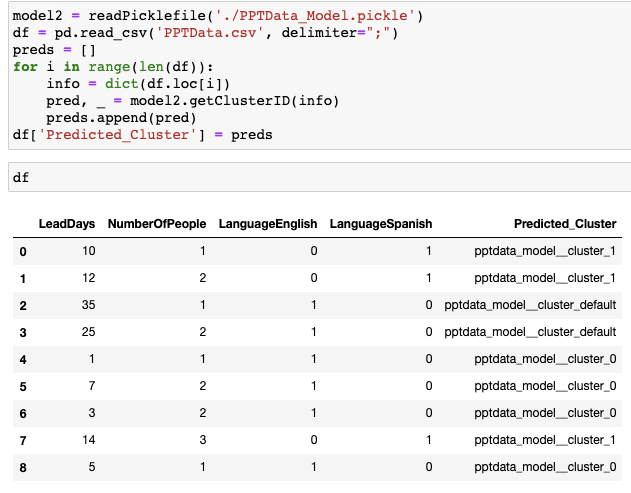 model2 = readPicklefile('./PPTData_Model.pickle')
df = pd.read_csv('PPTData.csv', delimiter=";")
preds = []
for i in range(len(df)):
    info = dict(df.loc[i])
    pred, _ = model2.getClusterID(info)
    preds.append(pred)
df['Predicted_Cluster'] = preds
df
LeadDays NumberOfPeople LanguageEnglish LanguageSpanish Predicted_Cluster
0 10 1 0 1 pptdata_model__cluster_1
1 12 2 0 1 pptdata_model__cluster_1
2 35 1 1 0 pptdata_model__cluster_default
3 25 2 1 0 pptdata_model__cluster_default
4 1 1 1 0 pptdata_model__cluster_0
5 7 2 1 0 pptdata_model__cluster_0
6 3 2 1 0 pptdata_model__cluster_0
7 14 3 0 1 pptdata_model__cluster_1
8 5 1 1 0 pptdata_model__cluster_0